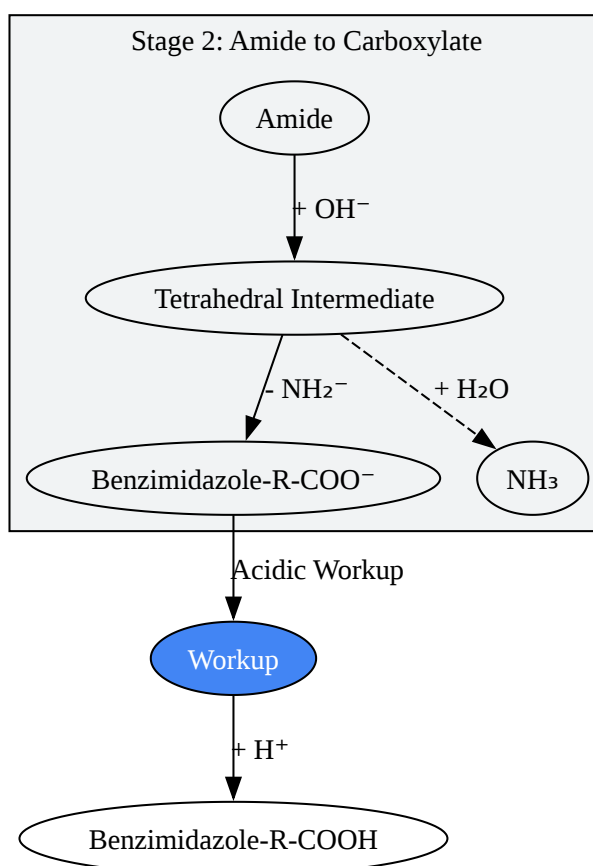 Stage 2: Amide to Carboxylate
Amide
+ OH⁻
Tetrahedral Intermediate
- NH₂⁻
+ H₂O
Benzimidazole-R-COO⁻
NH₃
Acidic Workup
Workup
+ H⁺
Benzimidazole-R-COOH